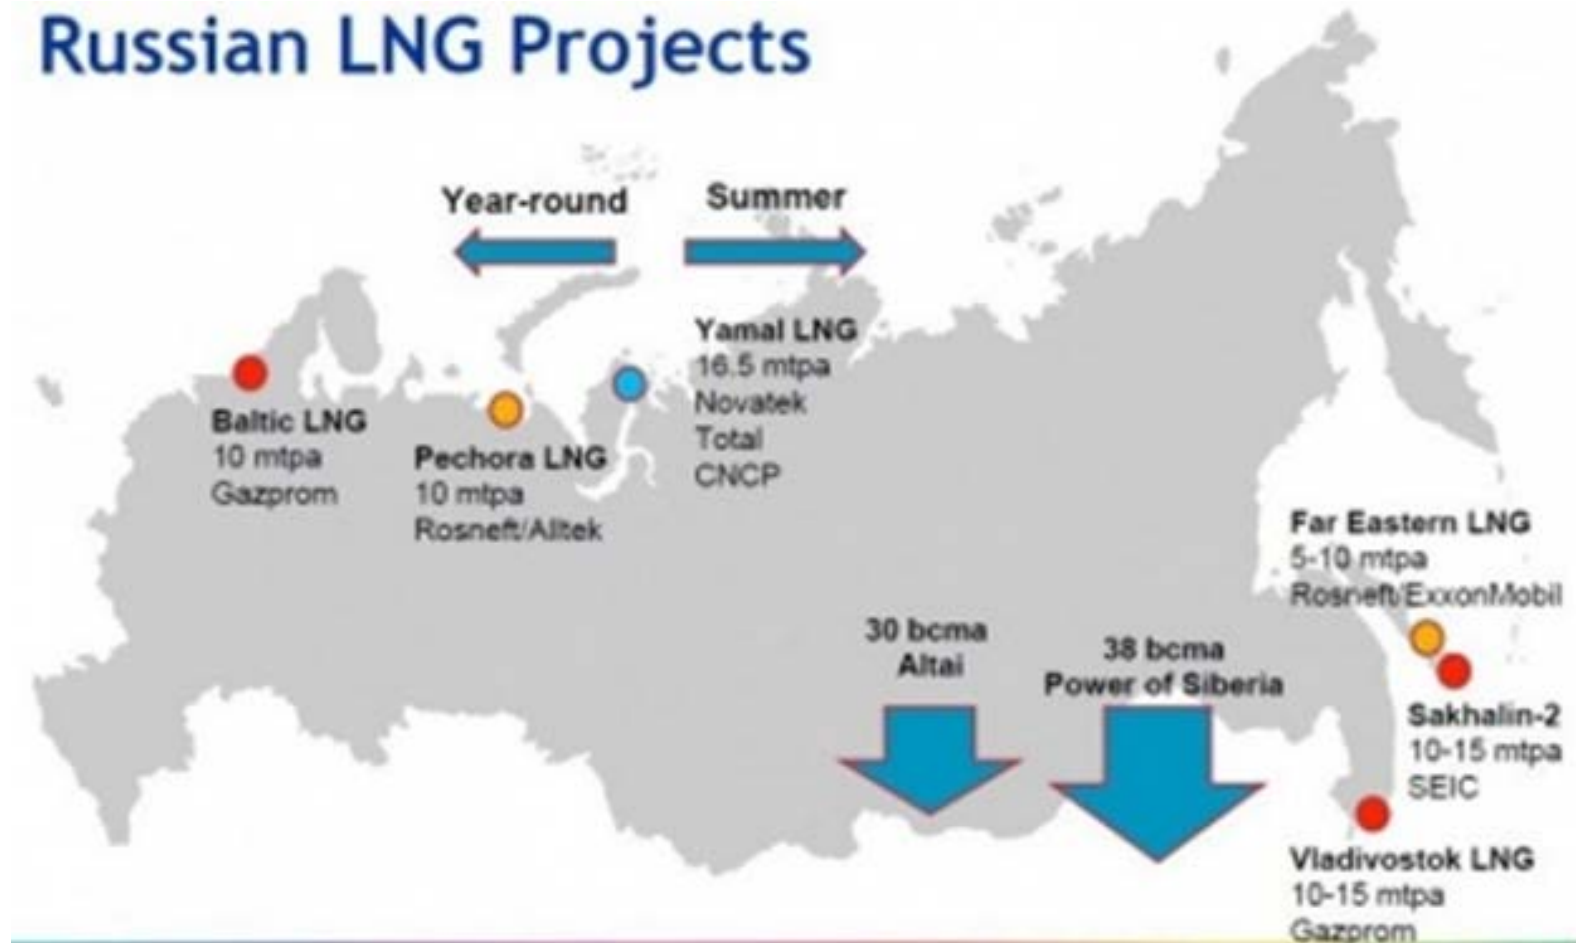 Russian LNG Projects
Year-round
Summer
Yamal LNG
16.5 mtpa
Novatek
Total
CNCP
Baltic LNG
10 mtpa
Gazprom
Pechora LNG
10 mtpa
Rosneft/Alltek
Far Eastern LNG
5-10 mtpa
Rosneft/ExxonMobil
30 bcma
Altai
38 bcma
Power of Siberia
Sakhalin-2
10-15 mtpa
SEIC
Vladivostok LNG
10-15 mtpa
Gazprom